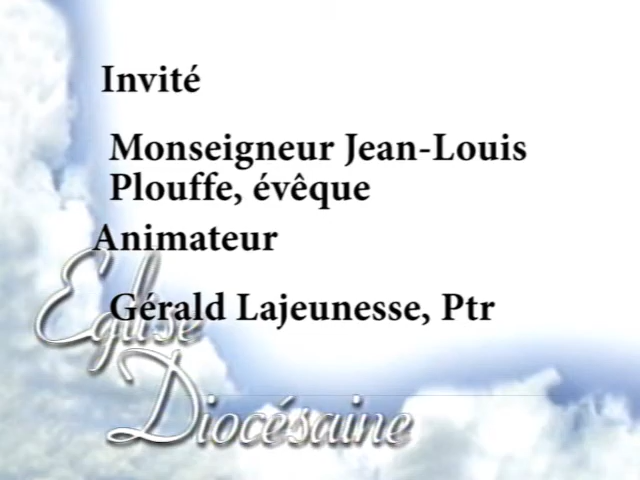 Invité
Monseigneur Jean-Louis
Plouffe, évêque
Animateur
Gérald Lajeunesse, Ptr
Église
Diocésaine